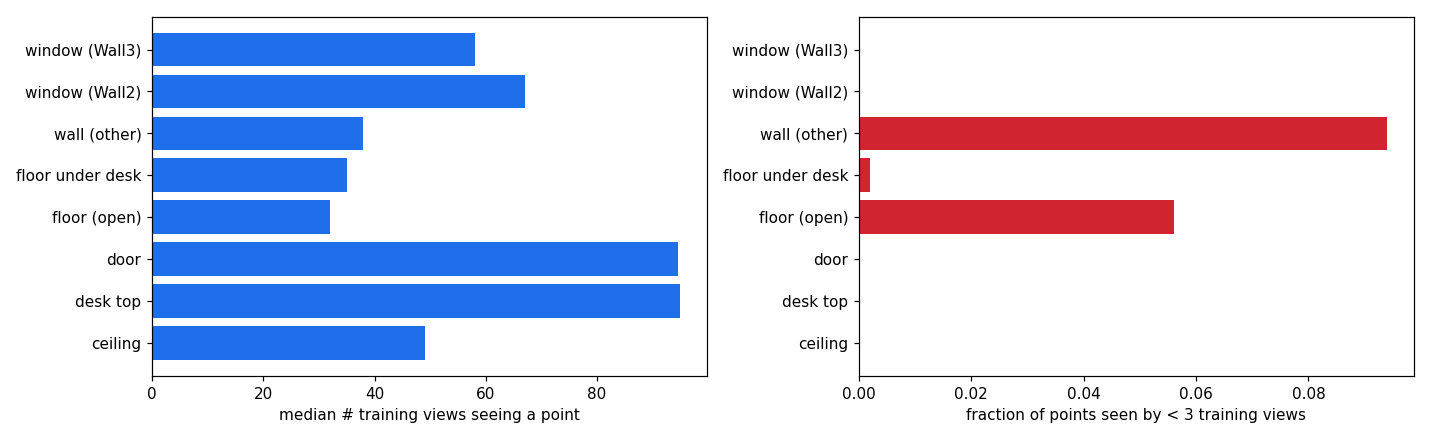 window (Wall3)
window (Wall2)
wall (other)
floor under desk
floor (open)
door
desk top
ceiling
0 20 40 60 80
median # training views seeing a point
window (Wall3)
window (Wall2)
wall (other)
floor under desk
floor (open)
door
desk top
ceiling
0.00 0.02 0.04 0.06 0.08
fraction of points seen by < 3 training views